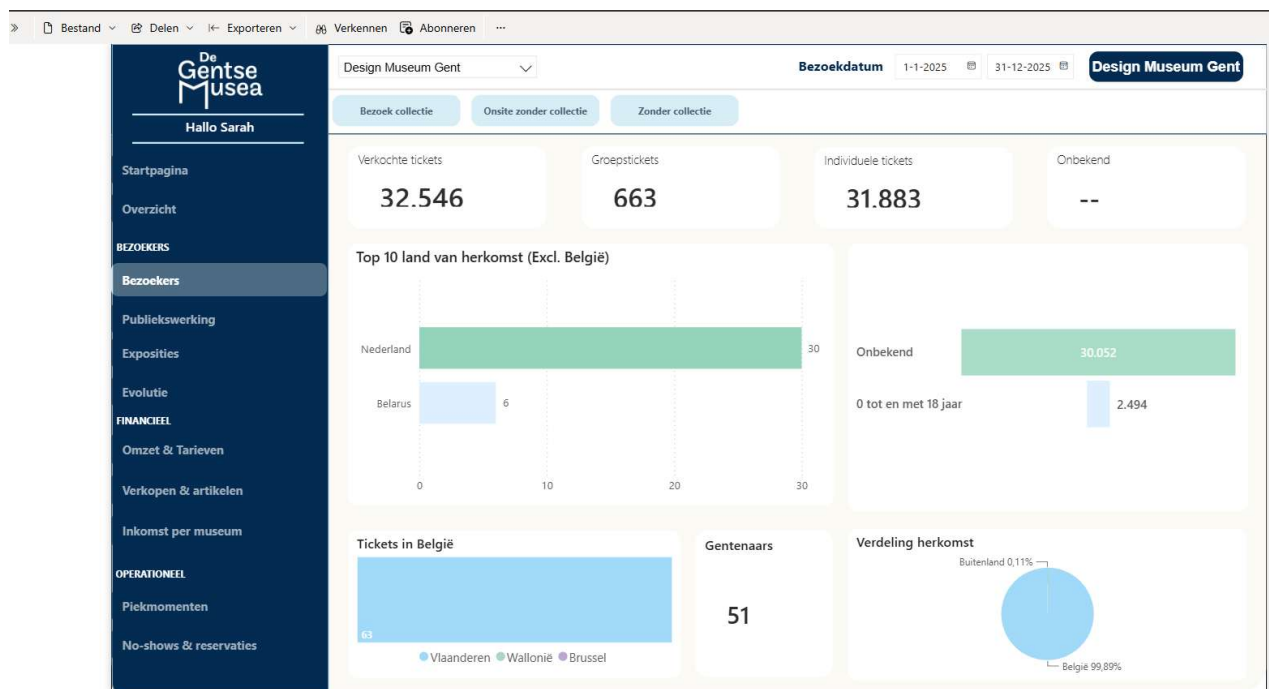 Bestand Delen Exporteren Verkennen Abonneren ...
De
Gentse
Musea
Hallo Sarah
Startpagina
Overzicht
BEZOEKERS
Bezoekers
Publiekswerking
Exposities
Evolutie
FINANCIEEL
Omzet & Tarieven
Verkopen & artikelen
Inkomst per museum
OPERATIONEEL
Piekmomenten
No-shows & reservaties
Design Museum Gent
Bezoekdatum 1-1-2025 31-12-2025 Design Museum Gent
Bezoek collectie Onsite zonder collectie Zonder collectie
Verkochte tickets
32.546
Groepstickets
663
Individuele tickets
31.883
Onbekend
--
Top 10 land van herkomst (Excl. België)
Nederland 30
Belarus 6
0 10 20 30
Onbekend 30.052
0 tot en met 18 jaar 2.494
Tickets in België
63
Vlaanderen Wallonië Brussel
Gentenaars
51
Verdeling herkomst
Buitenland 0,11%
België 99,89%